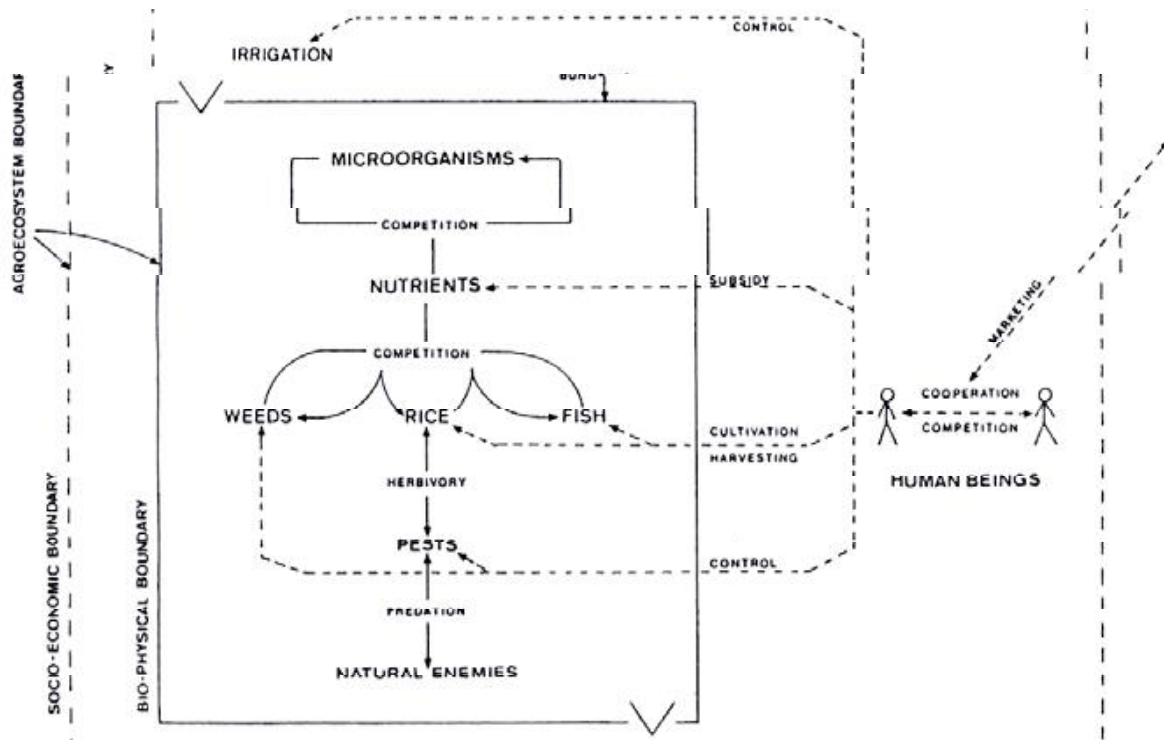 CONTROL
IRRIGATION
MICROORGANISMS
COMPETITION
NUTRIENTS
SUBSIDY
COMPETITION
WEEDS
RICE
FISH
CULTIVATION
HARVESTING
HERBIVORY
PESTS
CONTROL
PREDATION
NATURAL ENEMIES
MARKETING
COOPERATION
COMPETITION
HUMAN BEINGS
AGROECOSYSTEM
SOCIO-ECONOMIC BOUNDARY
BIO-PHYSICAL BOUNDARY